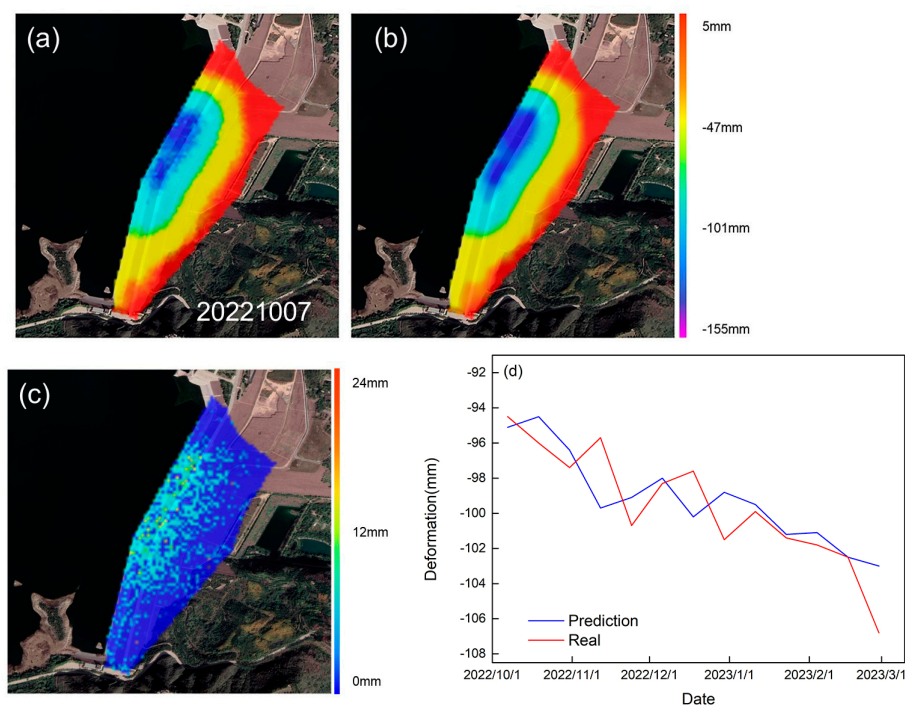 (a)
20221007
(b)
5mm
-47mm
-101mm
-155mm
(c)
24mm
12mm
0mm
(d)
-92
-94
-96
-98
-100
-102
-104
-106
-108
Deformation(mm)
Prediction
Real
2022/10/1 2022/11/1 2022/12/1 2023/1/1 2023/2/1 2023/3/1
Date